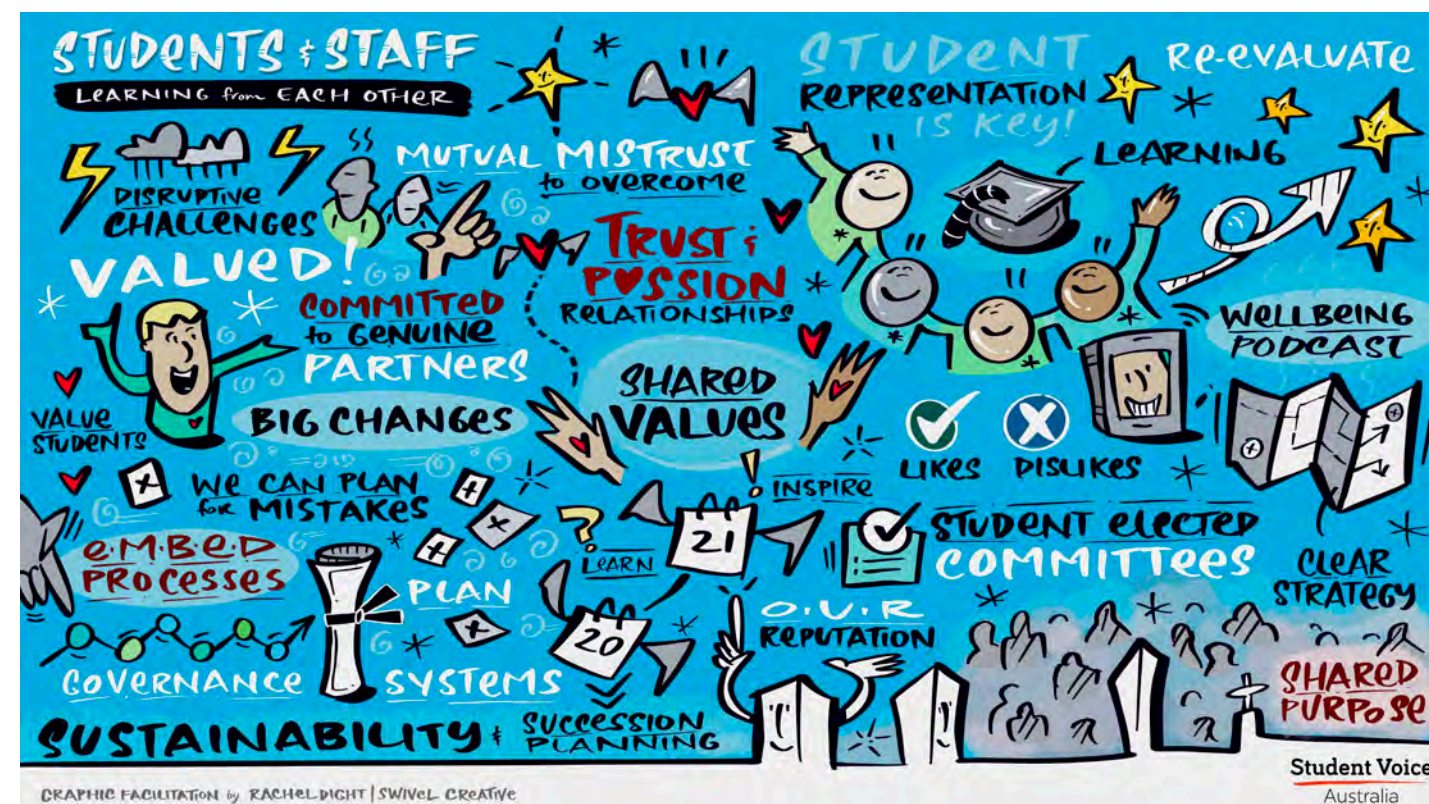 STUDENTS & STAFF
LEARNING from EACH OTHER
DISRUPTIVE
CHALLENGES
MUTUAL MISTRUST
to OVERCOME
VALUED!
COMMITTED
to GENUINE
PARTNERS
VALUE
STUDENTS
BIG CHANGES
TRUST &
PASSION
RELATIONSHIPS
SHARED
VALUES
STUDENT
REPRESENTATION
IS KEY!
RE-EVALUATE
LEARNING
WELLBEING
PODCAST
LIKES
DISLIKES
WE CAN PLAN
for MISTAKES
E.M.B.E.D
PROCESSES
PLAN
GOVERNANCE
SYSTEMS
?
LEARN
!
INSPIRE
21
20
STUDENT ELECTED
COMMITTEES
O.U.R
REPUTATION
CLEAR
STRATEGY
SHARED
PURPOSE
SUSTAINABILITY &
SUCCESSION
PLANNING
GRAPHIC FACILITATION by RACHEL DIGHT | SWIVEL CREATIVE
Student Voice
Australia